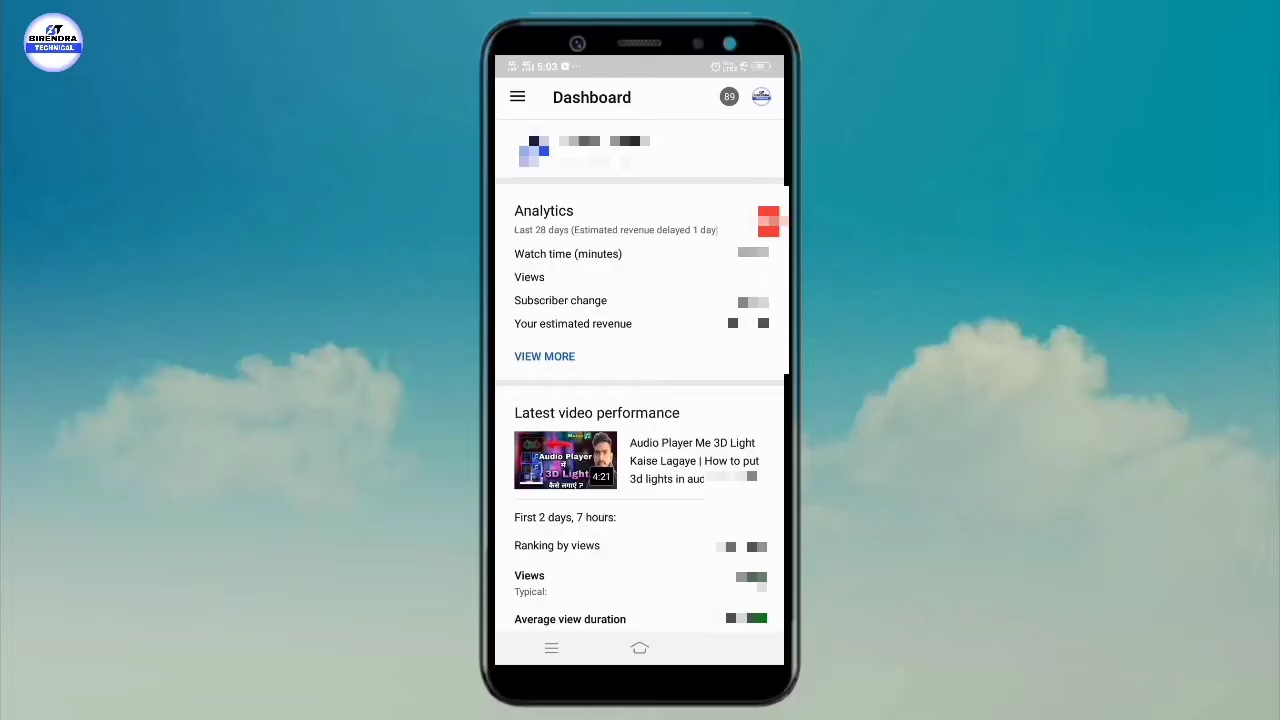 BIRENDRA
TECHNICAL
5:03
Dashboard
89
Analytics
Last 28 days (Estimated revenue delayed 1 day
Watch time (minutes)
Views
Subscriber change
Your estimated revenue
VIEW MORE
Latest video performance
Audio Player
में
3D Light
कैसे लगाएं ?
4:21
Audio Player Me 3D Light
Kaise Lagaye | How to put
3d lights in aud
First 2 days, 7 hours:
Ranking by views
Views
Typical:
Average view duration